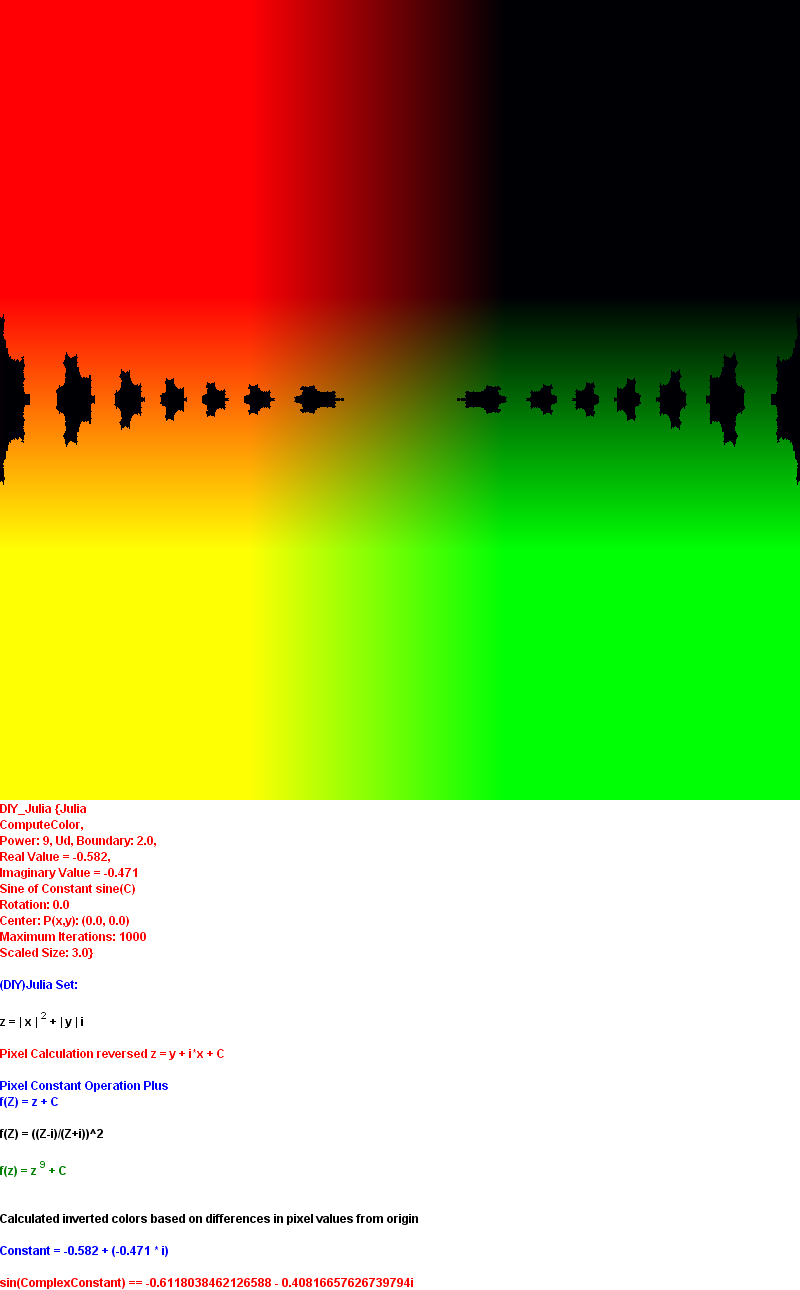 DIY_Julia {Julia
ComputeColor,
Power: 9, Ud, Boundary: 2.0,
Real Value = -0.582,
Imaginary Value = -0.471
Sine of Constant sine(C)
Rotation: 0.0
Center: P(x,y): (0.0, 0.0)
Maximum Iterations: 1000
Scaled Size: 3.0}
(DIY)Julia Set:
z = | x | 2 + | y | i
Pixel Calculation reversed z = y + i*x + C
Pixel Constant Operation Plus
f(Z) = z + C
f(Z) = ((Z-i)/(Z+i))^2
f(z) = z 9 + C
Calculated inverted colors based on differences in pixel values from origin
Constant = -0.582 + (-0.471 * i)
sin(ComplexConstant) == -0.6118038462126588 - 0.40816657626739794i